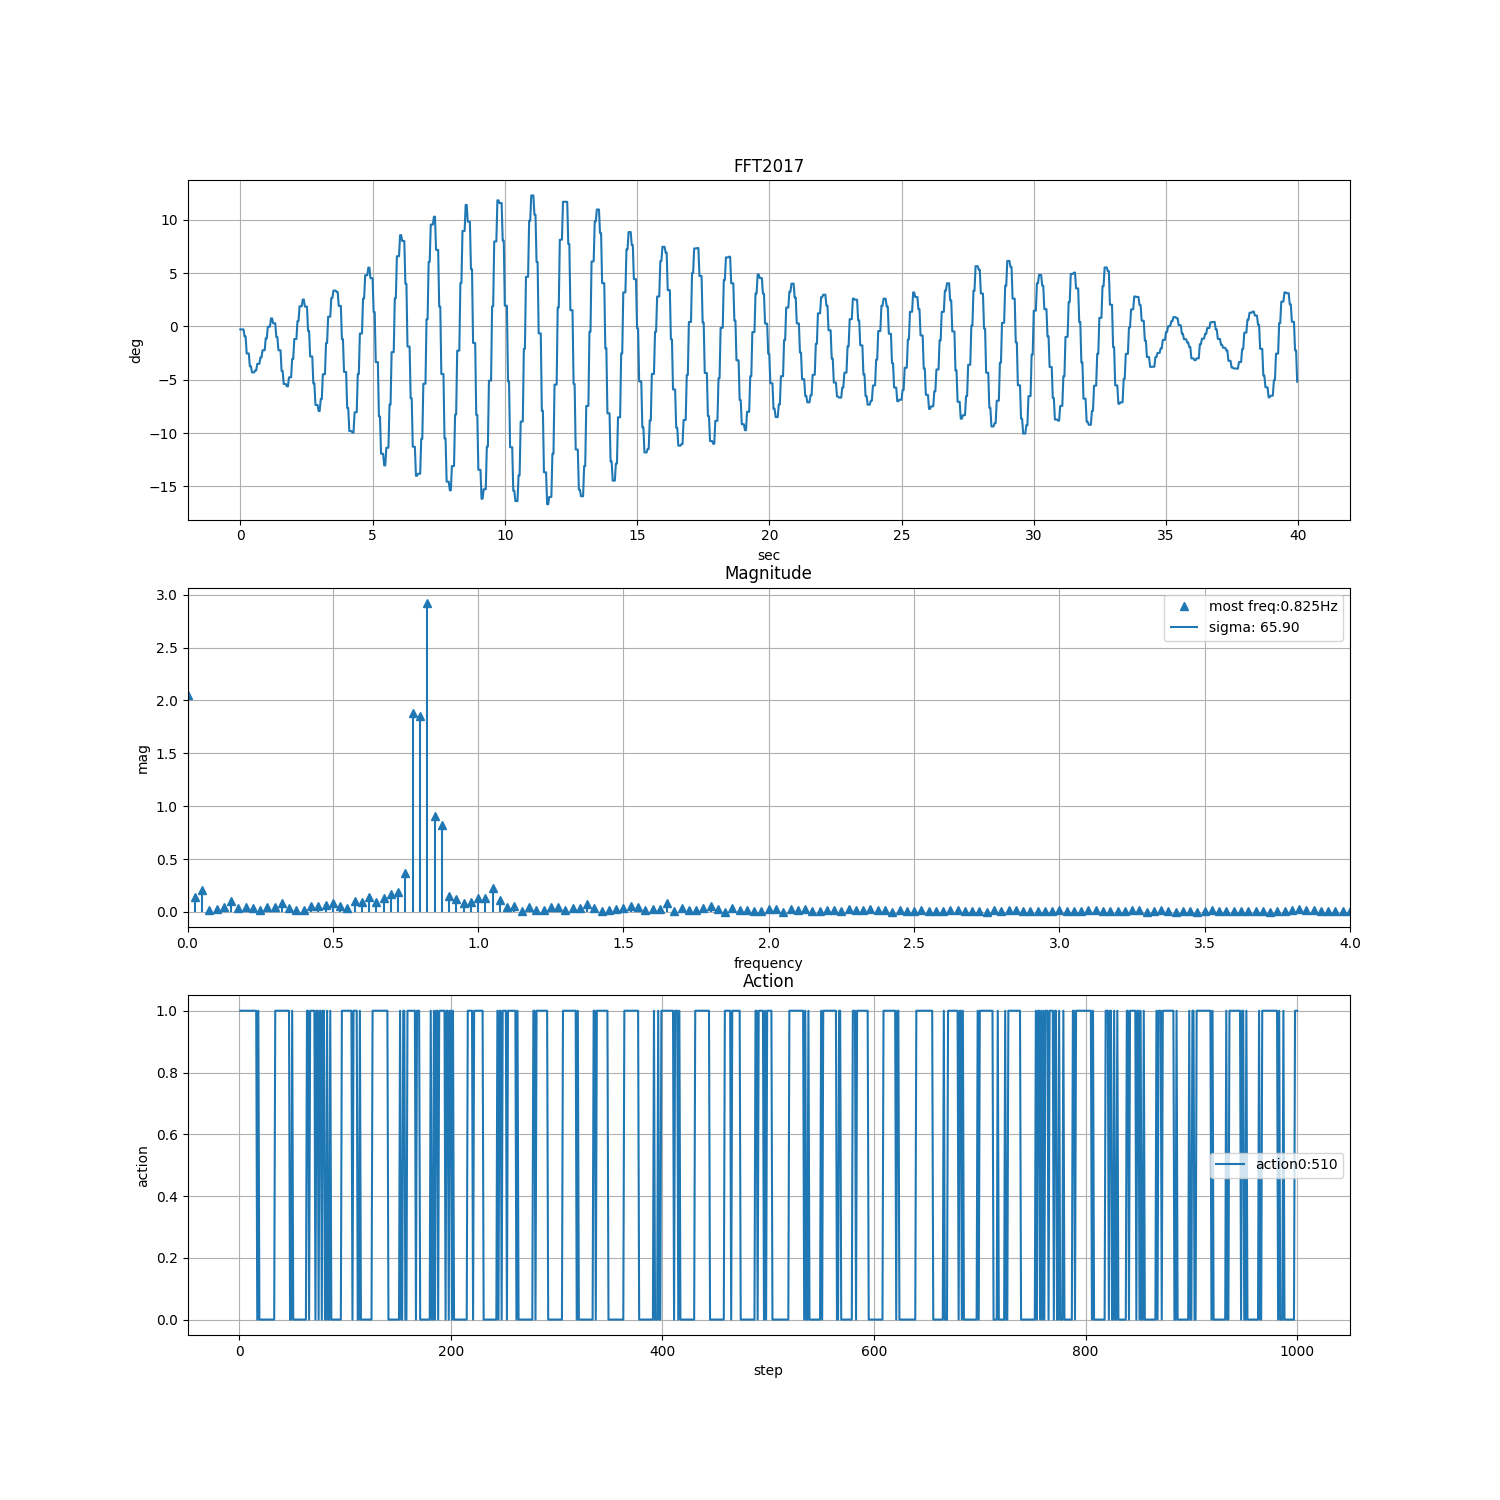 FFT2017
10
5
0
−5
−10
−15
deg
0 5 10 15 20 25 30 35 40
sec
Magnitude
3.0
2.5
2.0
1.5
1.0
0.5
0.0
mag
most freq:0.825Hz
sigma: 65.90
0.0 0.5 1.0 1.5 2.0 2.5 3.0 3.5 4.0
frequency
Action
1.0
0.8
0.6
0.4
0.2
0.0
action
action0:510
0 200 400 600 800 1000
step